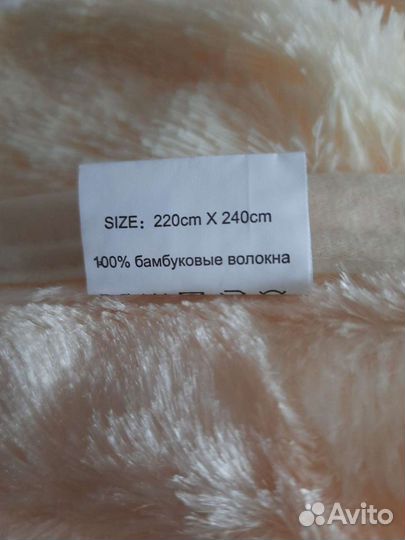 SIZE: 220cm X 240cm
100% бамбуковые волокна
Avito